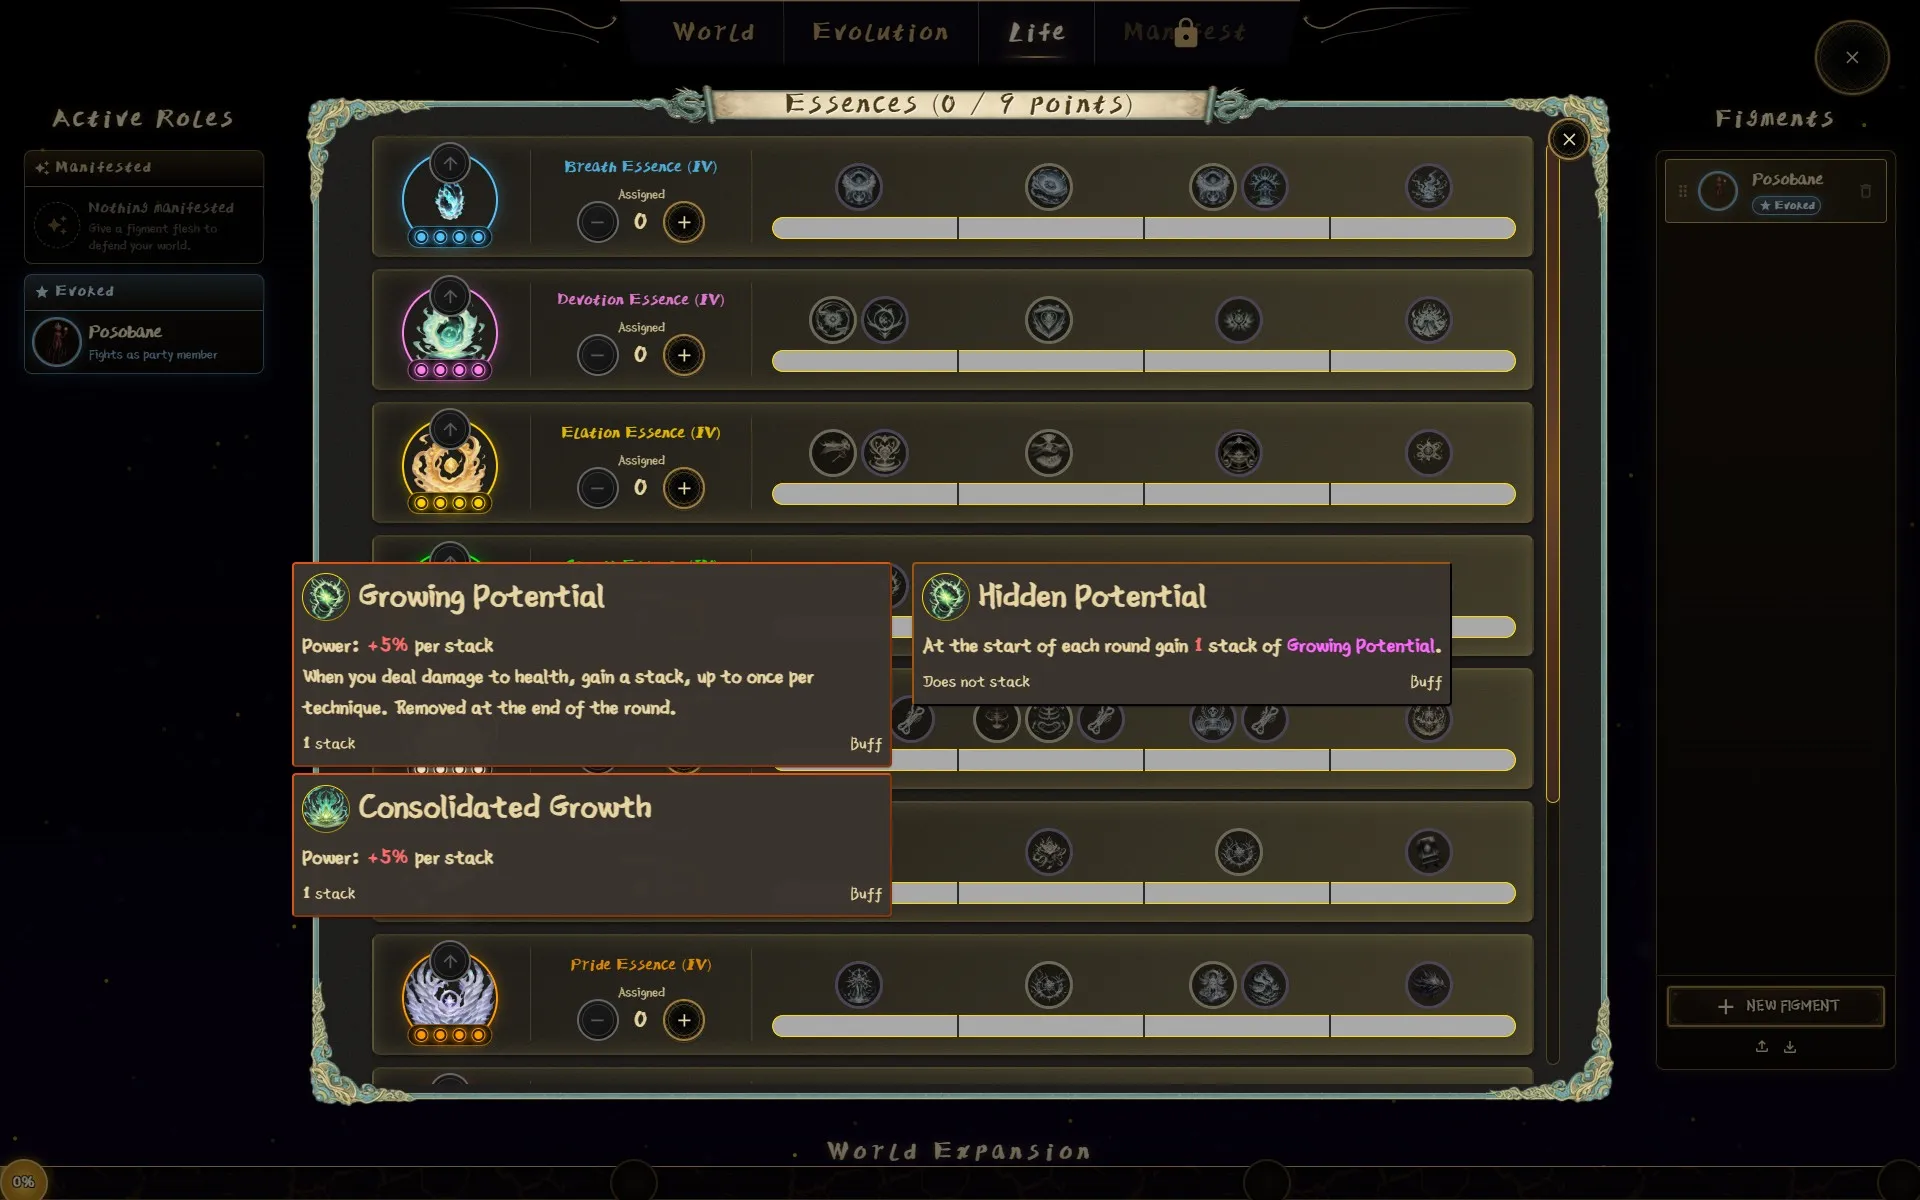 World
Evolution
Life
Manifest
Essences (0 / 9 points)
Active Roles
Manifested
Nothing manifested
Give a figment flesh to
defend your world.
Evoked
Posobane
Fights as party member
Breath Essence (IV)
Assigned
0
Devotion Essence (IV)
Assigned
0
Elation Essence (IV)
Assigned
0
Growing Potential
Power: +5% per stack
When you deal damage to health, gain a stack, up to once per
technique. Removed at the end of the round.
1 stack
Buff
Hidden Potential
At the start of each round gain 1 stack of Growing Potential.
Does not stack
Buff
Consolidated Growth
Power: +5% per stack
1 stack
Buff
Pride Essence (IV)
Assigned
0
Figments
Posobane
Evoked
NEW FIGMENT
World Expansion
0%